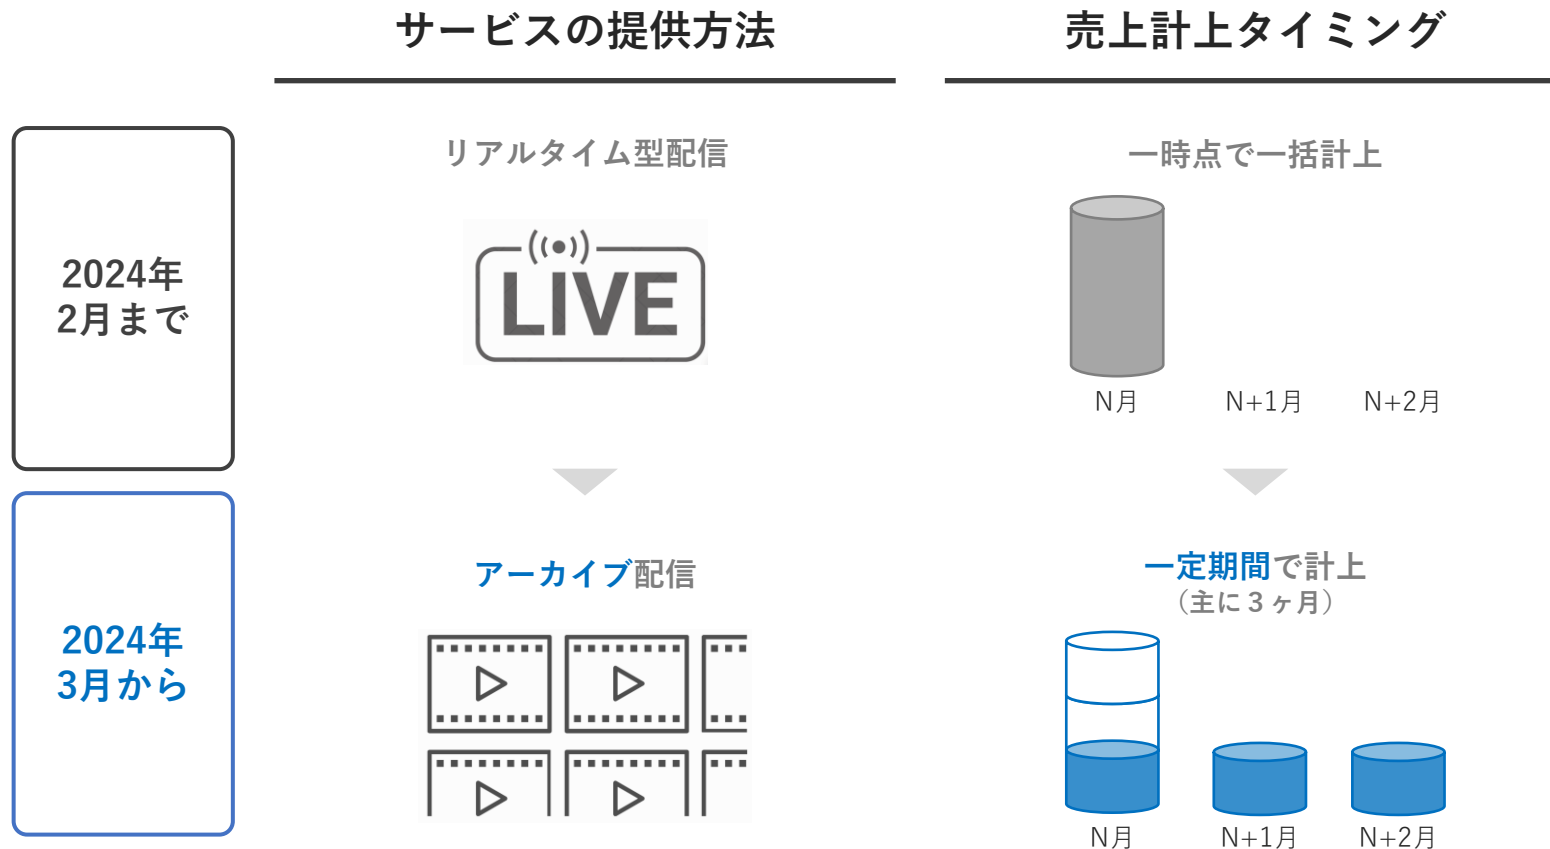 サービスの提供方法
売上計上タイミング
2024年
2月まで
リアルタイム型配信
LIVE
一時点で一括計上
N月
N+1月
N+2月
2024年
3月から
アーカイブ配信
一定期間で計上
（主に３ヶ月）
N月
N+1月
N+2月